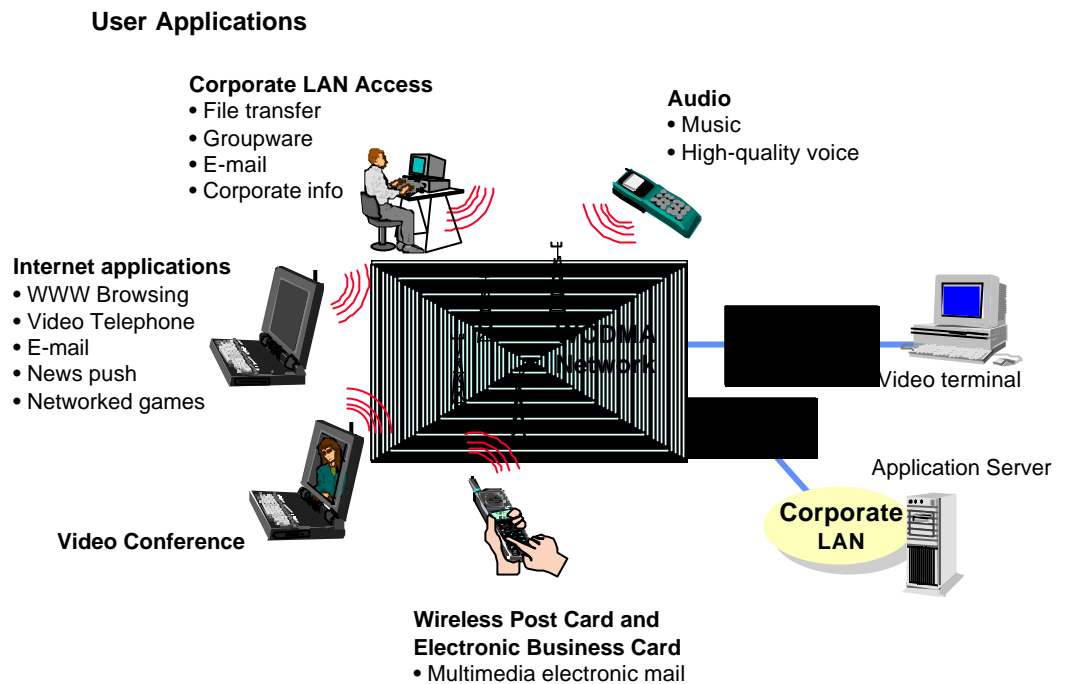 User Applications
Corporate LAN Access
• File transfer
• Groupware
• E-mail
• Corporate info
Audio
• Music
• High-quality voice
Internet applications
• WWW Browsing
• Video Telephone
• E-mail
• News push
• Networked games
WCDMA
Network
Video terminal
Application Server
Corporate
LAN
Video Conference
Wireless Post Card and
Electronic Business Card
• Multimedia electronic mail